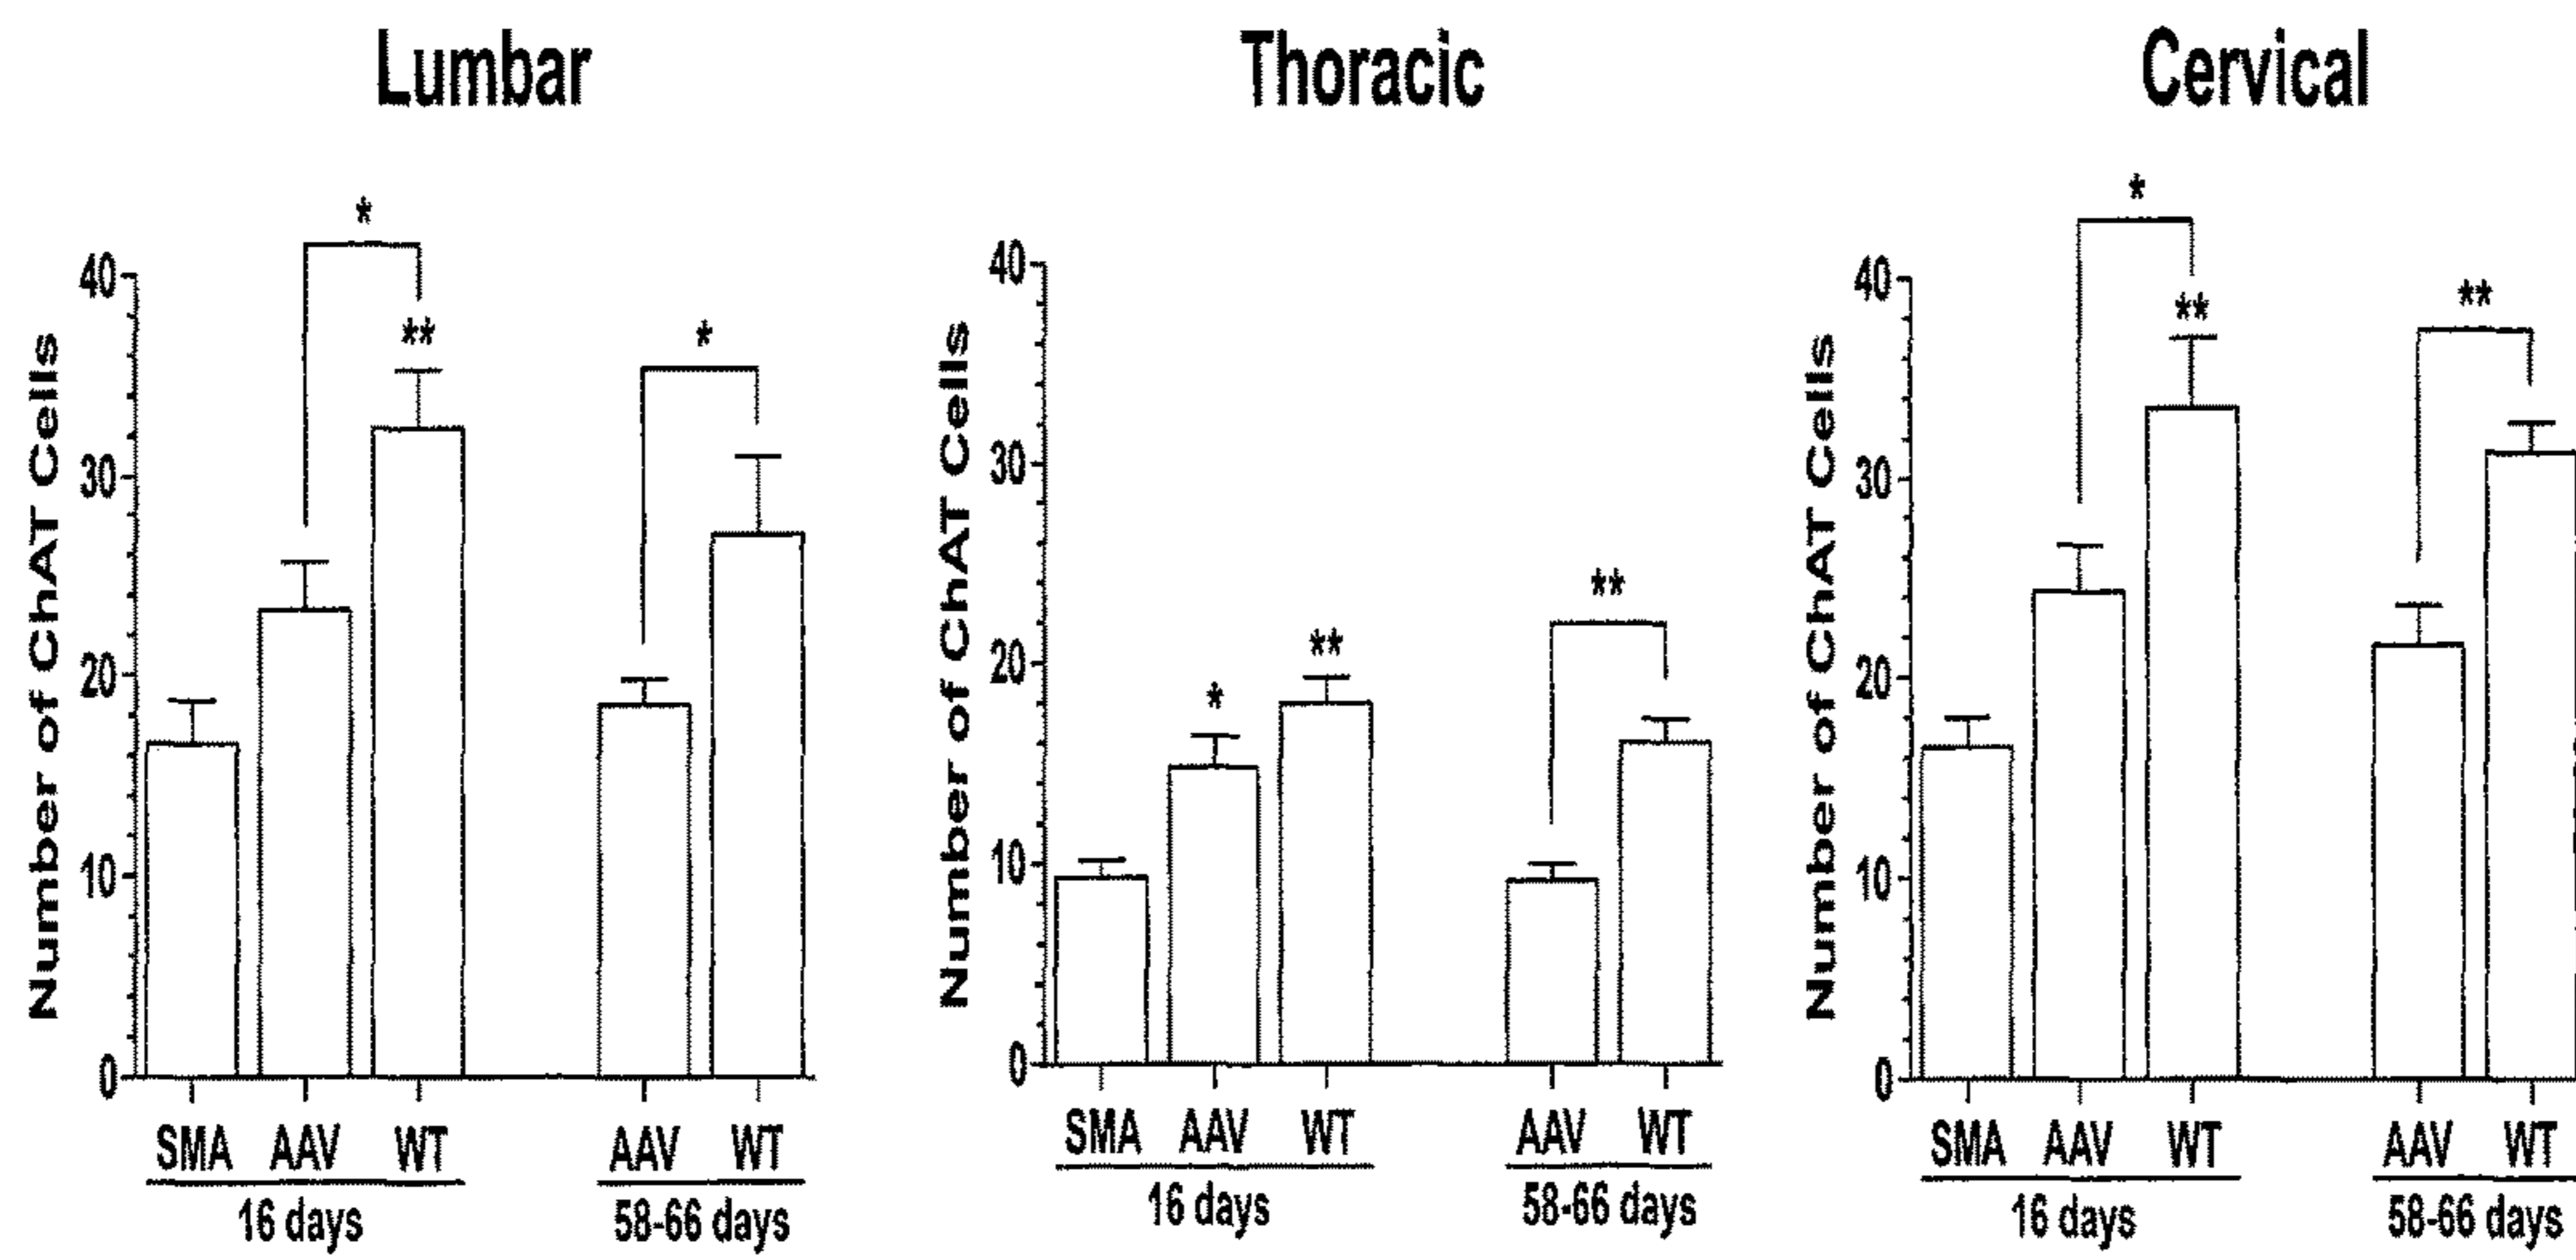 Lumbar
Number of ChAT Cells
40
30
20
10
0
*
**
*
SMA AAV WT AAV WT
16 days 58-66 days
Thoracic
Number of ChAT Cells
40
30
20
10
0
*
**
**
SMA AAV WT AAV WT
16 days 58-66 days
Cervical
Number of ChAT Cells
40
30
20
10
0
*
**
**
SMA AAV WT AAV WT
16 days 58-66 days